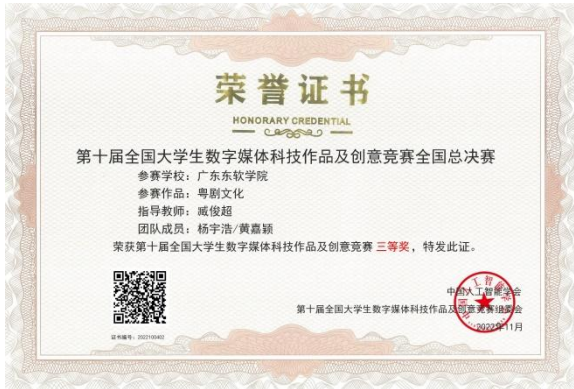 荣誉证书
HONORARY CREDENTIAL
第十届全国大学生数字媒体科技作品及创意竞赛全国总决赛
参赛学校：广东东软学院
参赛作品：粤剧文化
指导教师：臧俊超
团队成员：杨宇浩/黄嘉颖
荣获第十届全国大学生数字媒体科技作品及创意竞赛 三等奖，特发此证。
中国人工智能学会
第十届全国大学生数字媒体科技作品及创意竞赛组委会
2022年11月
证书编号：2022100403